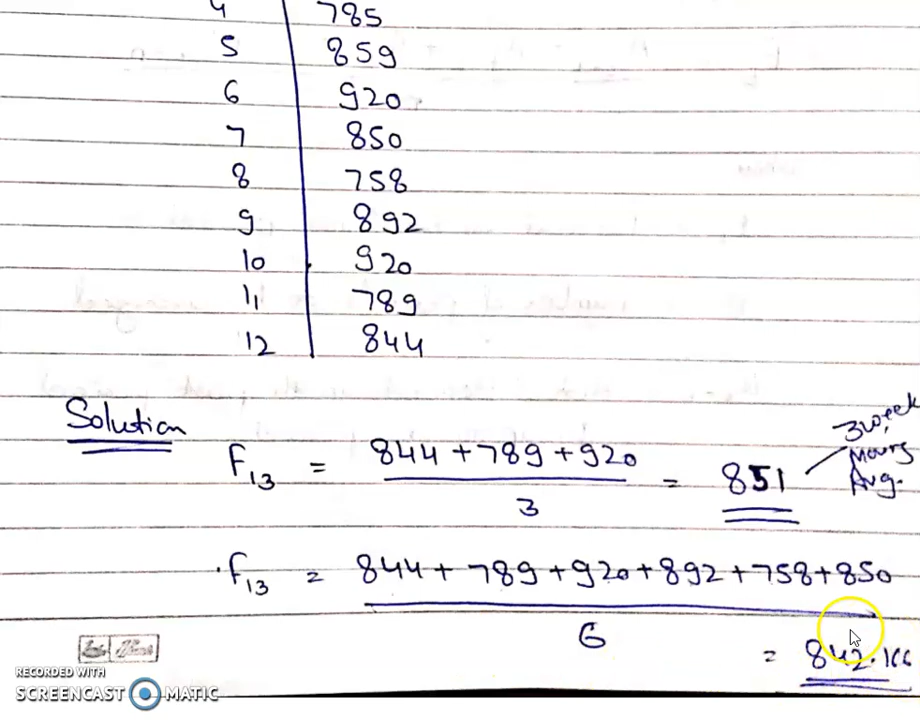 4 785
5 859
6 920
7 850
8 758
9 892
10 920
11 789
12 844
Solution
F13 = 844 + 789 + 920 / 3 = 851
3 week
Avg.
F13 = 844 + 789 + 920 + 892 + 758 + 850 / 6
= 842.166
RECORDED WITH
SCREENCAST MATIC